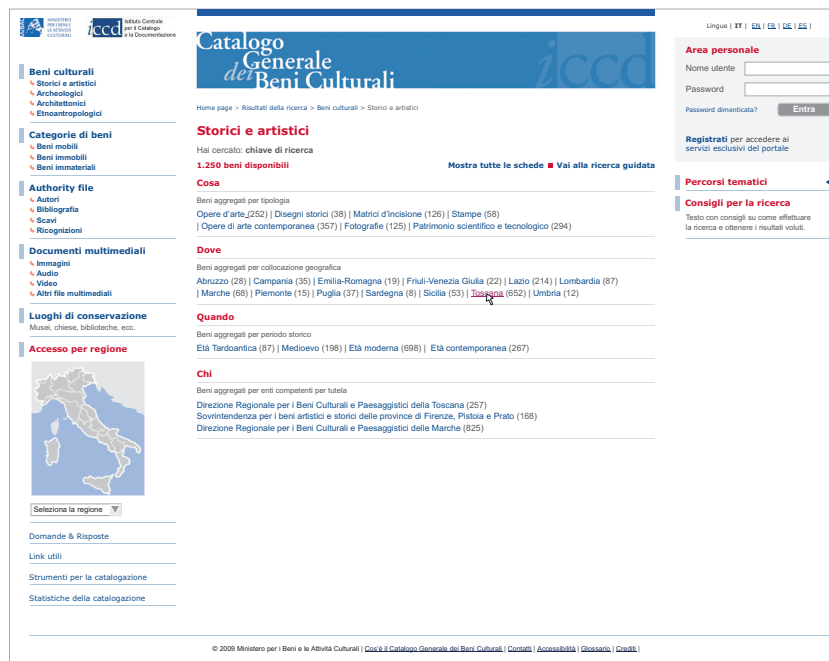 MINISTERO
PER I BENI E
LE ATTIVITÀ
CULTURALI
iccd
Istituto Centrale
per il Catalogo
e la Documentazione
Catalogo
Generale
dei Beni Culturali
iccd
Lingue | IT | EN | FR | DE | ES |
Beni culturali
Storici e artistici
Archeologici
Architettonici
Etnoantropologici
Categorie di beni
Beni mobili
Beni immobili
Beni immateriali
Authority file
Autori
Bibliografia
Scavi
Ricognizioni
Documenti multimediali
Immagini
Audio
Video
Altri file multimediali
Luoghi di conservazione
Musei, chiese, biblioteche, ecc.
Accesso per regione
Seleziona la regione
Domande & Risposte
Link utili
Strumenti per la catalogazione
Statistiche della catalogazione
Home page > Risultati della ricerca > Beni culturali > Storici e artistici
Storici e artistici
Hai cercato: chiave di ricerca
1.250 beni disponibili
Mostra tutte le schede Vai alla ricerca guidata
Cosa
Beni aggregati per tipologia
Opere d'arte (252) | Disegni storici (38) | Matrici d'incisione (126) | Stampe (58)
| Opere di arte contemporanea (357) | Fotografie (125) | Patrimonio scientifico e tecnologico (294)
Dove
Beni aggregati per collocazione geografica
Abruzzo (28) | Campania (35) | Emilia-Romagna (19) | Friuli-Venezia Giulia (22) | Lazio (214) | Lombardia (87)
| Marche (68) | Piemonte (15) | Puglia (37) | Sardegna (8) | Sicilia (53) | Toscana (652) | Umbria (12)
Quando
Beni aggregati per periodo storico
Età Tardoantica (87) | Medioevo (198) | Età moderna (698) | Età contemporanea (267)
Chi
Beni aggregati per enti competenti per tutela
Direzione Regionale per i Beni Culturali e Paesaggistici della Toscana (257)
Sovrintendenza per i beni artistici e storici delle province di Firenze, Pistoia e Prato (168)
Direzione Regionale per i Beni Culturali e Paesaggistici delle Marche (825)
Area personale
Nome utente
Password
Password dimenticata?
Entra
Registrati per accedere ai
servizi esclusivi del portale
Percorsi tematici
Consigli per la ricerca
Testo con consigli su come effettuare
la ricerca e ottenere i risultati voluti.
© 2009 Ministero per i Beni e le Attività Culturali | Cos'è il Catalogo Generale dei Beni Culturali | Contatti | Accessibilità | Glossario | Crediti |